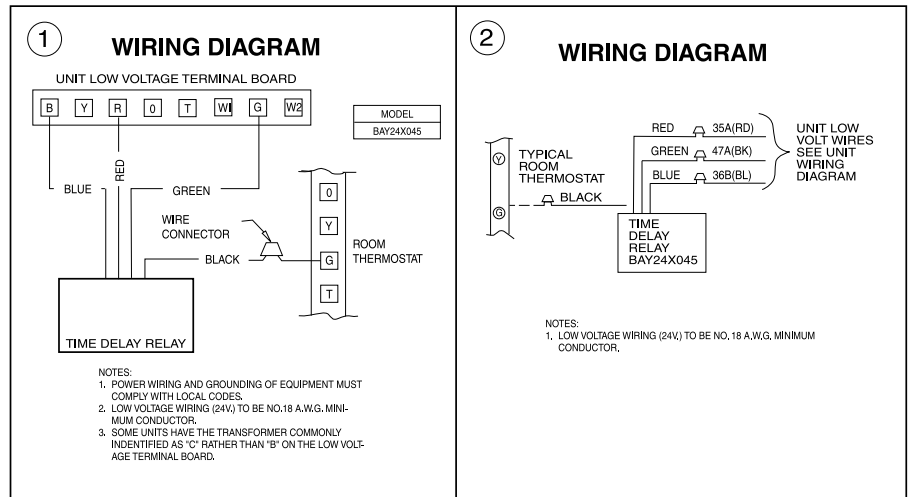 1
WIRING DIAGRAM
UNIT LOW VOLTAGE TERMINAL BOARD
B Y R 0 T W1 G W2
MODEL
BAY24X045
RED
BLUE
GREEN
WIRE
CONNECTOR
BLACK
0
Y
G
T
ROOM
THERMOSTAT
TIME DELAY RELAY
NOTES:
1. POWER WIRING AND GROUNDING OF EQUIPMENT MUST
COMPLY WITH LOCAL CODES.
2. LOW VOLTAGE WIRING (24V.) TO BE NO.18 A.W.G. MINI-
MUM CONDUCTOR.
3. SOME UNITS HAVE THE TRANSFORMER COMMONLY
INDENTIFIED AS "C" RATHER THAN "B" ON THE LOW VOLT-
AGE TERMINAL BOARD.
2
WIRING DIAGRAM
Y
G
TYPICAL
ROOM
THERMOSTAT
BLACK
RED 35A(RD)
GREEN 47A(BK)
BLUE 36B(BL)
UNIT LOW
VOLT WIRES
SEE UNIT
WIRING
DIAGRAM
TIME
DELAY
RELAY
BAY24X045
NOTES:
1. LOW VOLTAGE WIRING (24V.) TO BE NO. 18 A.W.G. MINIMUM
CONDUCTOR.